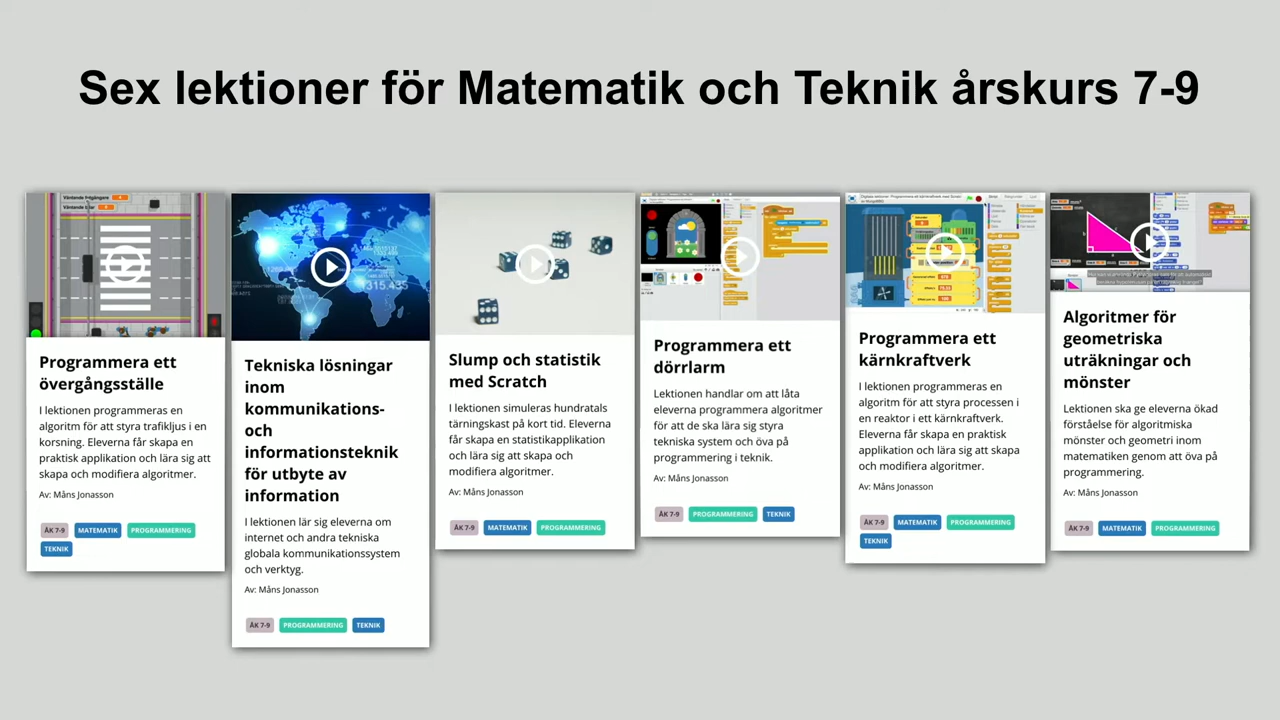 Sex lektioner för Matematik och Teknik årskurs 7-9
Väntande fotgängare
Väntande bilar
Programmera ett
övergångsställe
I lektionen programmeras en
algoritm för att styra trafikljus i en
korsning. Eleverna får skapa en
praktisk applikation och lära sig att
skapa och modifiera algoritmer.
Av: Måns Jonasson
ÅK 7-9 MATEMATIK PROGRAMMERING
TEKNIK
Tekniska lösningar
inom
kommunikations-
och
informationsteknik
för utbyte av
information
I lektionen lär sig eleverna om
internet och andra tekniska
globala kommunikationssystem
och verktyg.
Av: Måns Jonasson
ÅK 7-9 PROGRAMMERING TEKNIK
Slump och statistik
med Scratch
I lektionen simuleras hundratals
tärningskast på kort tid. Eleverna
får skapa en statistikapplikation
och lära sig att skapa och
modifiera algoritmer.
Av: Måns Jonasson
ÅK 7-9 MATEMATIK PROGRAMMERING
Programmera ett
dörrlarm
Lektionen handlar om att låta
eleverna programmera algoritmer
för att de ska lära sig styra
tekniska system och öva på
programmering i teknik.
Av: Måns Jonasson
ÅK 7-9 PROGRAMMERING TEKNIK
Programmera ett
kärnkraftverk
I lektionen programmeras en
algoritm för att styra processen i
en reaktor i ett kärnkraftverk.
Eleverna får skapa en praktisk
applikation och lära sig att skapa
och modifiera algoritmer.
Av: Måns Jonasson
ÅK 7-9 MATEMATIK PROGRAMMERING
TEKNIK
Algoritmer för
geometriska
uträkningar och
mönster
Lektionen ska ge eleverna ökad
förståelse för algoritmiska
mönster och geometri inom
matematiken genom att öva på
programmering.
Av: Måns Jonasson
ÅK 7-9 MATEMATIK PROGRAMMERING